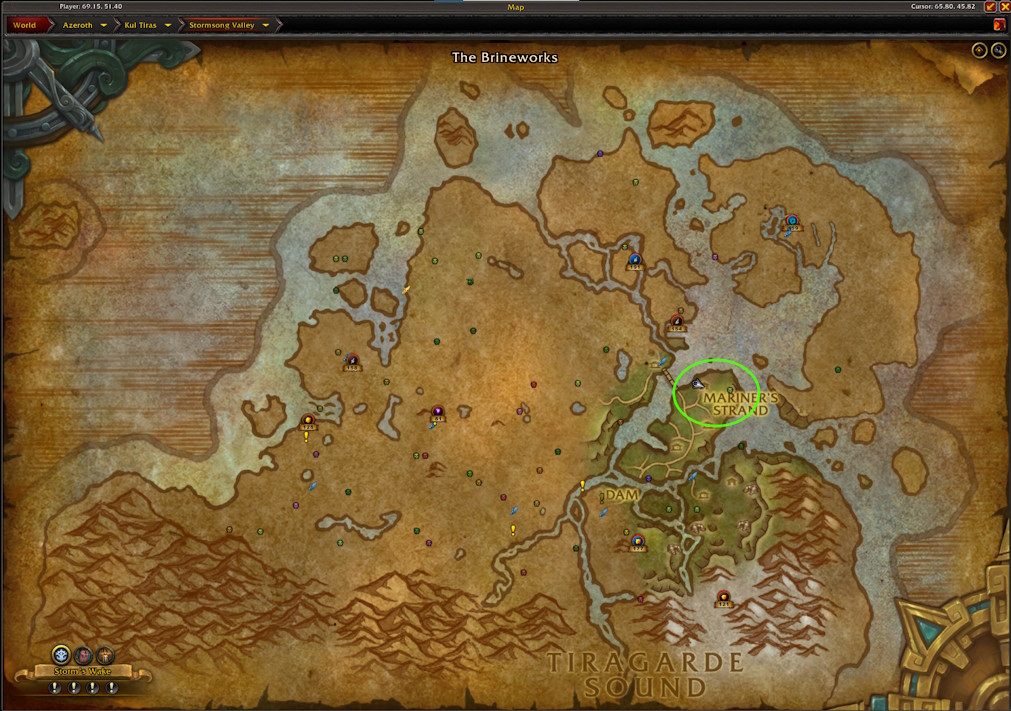 Player: 69.15, 51.40
Map
Cursor: 65.80, 45.82
World
Azeroth
Kul Tiras
Stormsong Valley
The Brineworks
MARINER'S
STRAND
DAM
Storm's Wake
TIRAGARDE
SOUND